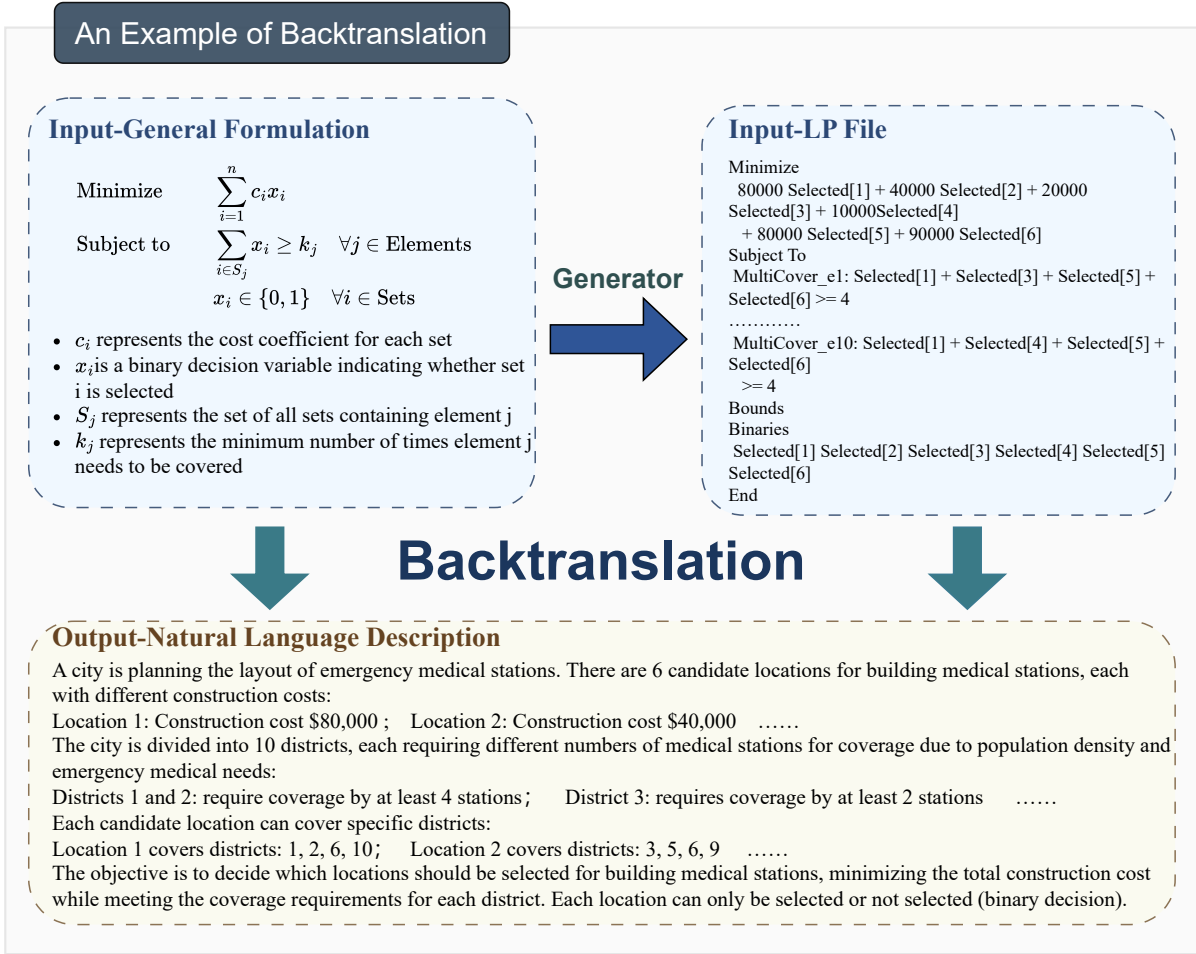 An Example of Backtranslation
Input-General Formulation
Minimize \sum_{i=1}^{n} c_i x_i
Subject to \sum_{i \in S_j} x_i \geq k_j \quad \forall j \in Elements
x_i \in \{0, 1\} \quad \forall i \in Sets
• c_i represents the cost coefficient for each set
• x_i is a binary decision variable indicating whether set
i is selected
• S_j represents the set of all sets containing element j
• k_j represents the minimum number of times element j
needs to be covered
Generator
Input-LP File
Minimize
80000 Selected[1] + 40000 Selected[2] + 20000
Selected[3] + 10000Selected[4]
+ 80000 Selected[5] + 90000 Selected[6]
Subject To
MultiCover_e1: Selected[1] + Selected[3] + Selected[5] +
Selected[6] >= 4
…………
MultiCover_e10: Selected[1] + Selected[4] + Selected[5] +
Selected[6]
>= 4
Bounds
Binaries
Selected[1] Selected[2] Selected[3] Selected[4] Selected[5]
Selected[6]
End
Backtranslation
Output-Natural Language Description
A city is planning the layout of emergency medical stations. There are 6 candidate locations for building medical stations, each
with different construction costs:
Location 1: Construction cost $80,000 ; Location 2: Construction cost $40,000 ……
The city is divided into 10 districts, each requiring different numbers of medical stations for coverage due to population density and
emergency medical needs:
Districts 1 and 2: require coverage by at least 4 stations； District 3: requires coverage by at least 2 stations ……
Each candidate location can cover specific districts:
Location 1 covers districts: 1, 2, 6, 10； Location 2 covers districts: 3, 5, 6, 9 ……
The objective is to decide which locations should be selected for building medical stations, minimizing the total construction cost
while meeting the coverage requirements for each district. Each location can only be selected or not selected (binary decision).